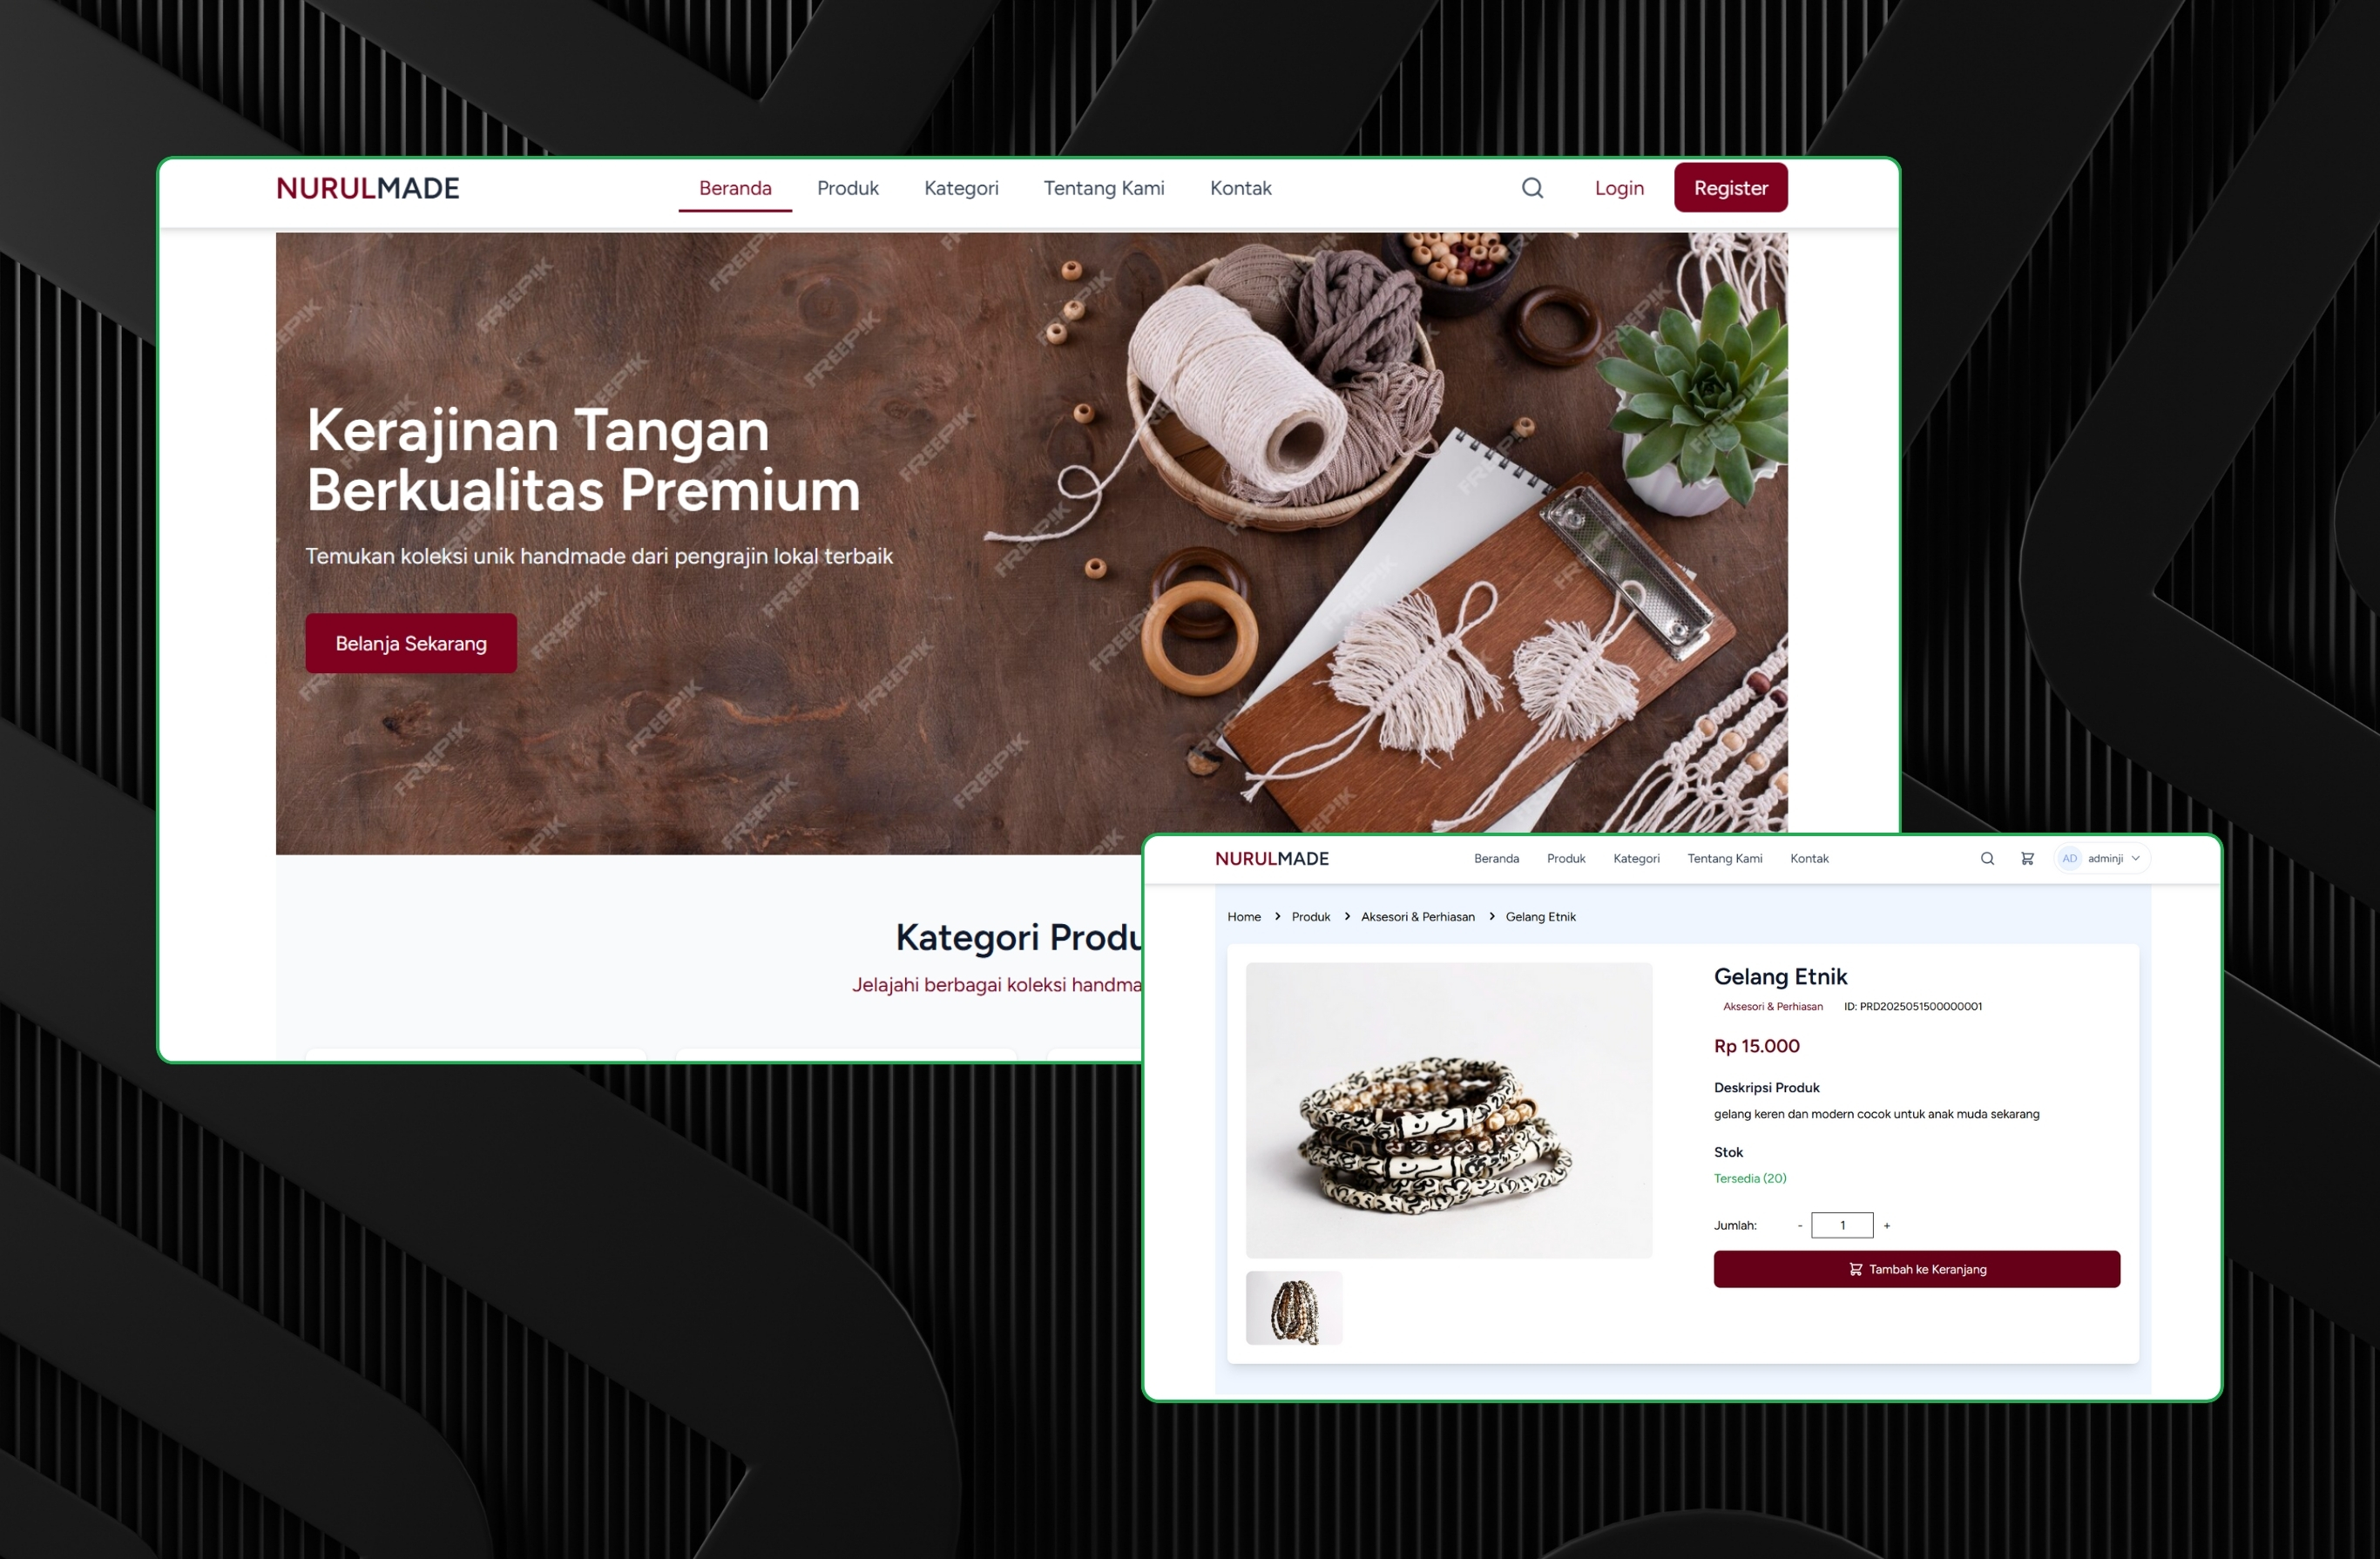 NURULMADE
Beranda Produk Kategori Tentang Kami Kontak
Login Register
Kerajinan Tangan
Berkualitas Premium
Temukan koleksi unik handmade dari pengrajin lokal terbaik
Belanja Sekarang
FREEPIK
Kategori Produ
Jelajahi berbagai koleksi handma
NURULMADE
Beranda Produk Kategori Tentang Kami Kontak
AD adminji
Home > Produk > Aksesori & Perhiasan > Gelang Etnik
Gelang Etnik
Aksesori & Perhiasan ID: PRD2025051500000001
Rp 15.000
Deskripsi Produk
gelang keren dan modern cocok untuk anak muda sekarang
Stok
Tersedia (20)
Jumlah: - 1 +
Tambah ke Keranjang